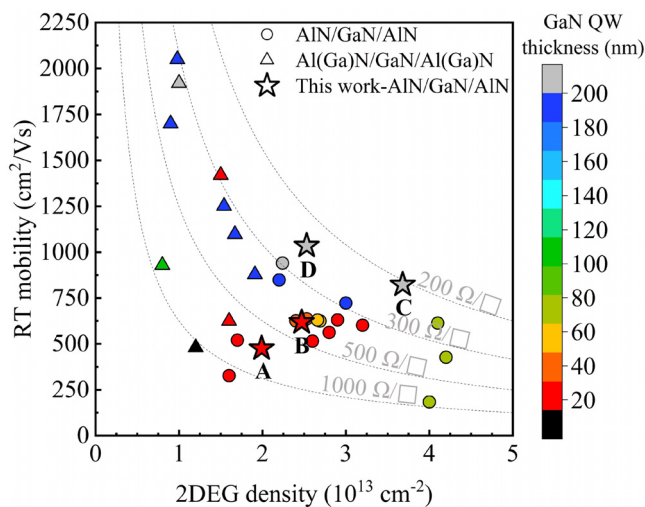 GaN QW
thickness (nm)
AlN/GaN/AlN
Al(Ga)N/GaN/Al(Ga)N
This work-AlN/GaN/AlN
RT mobility (cm²/Vs)
2250
2000
1750
1500
1250
1000
750
500
250
0
D
C
B
A
200 Ω/□
300 Ω/□
500 Ω/□
1000 Ω/□
0
1
2
3
4
5
2DEG density (10¹³ cm⁻²)
200
180
160
140
120
100
80
60
40
20